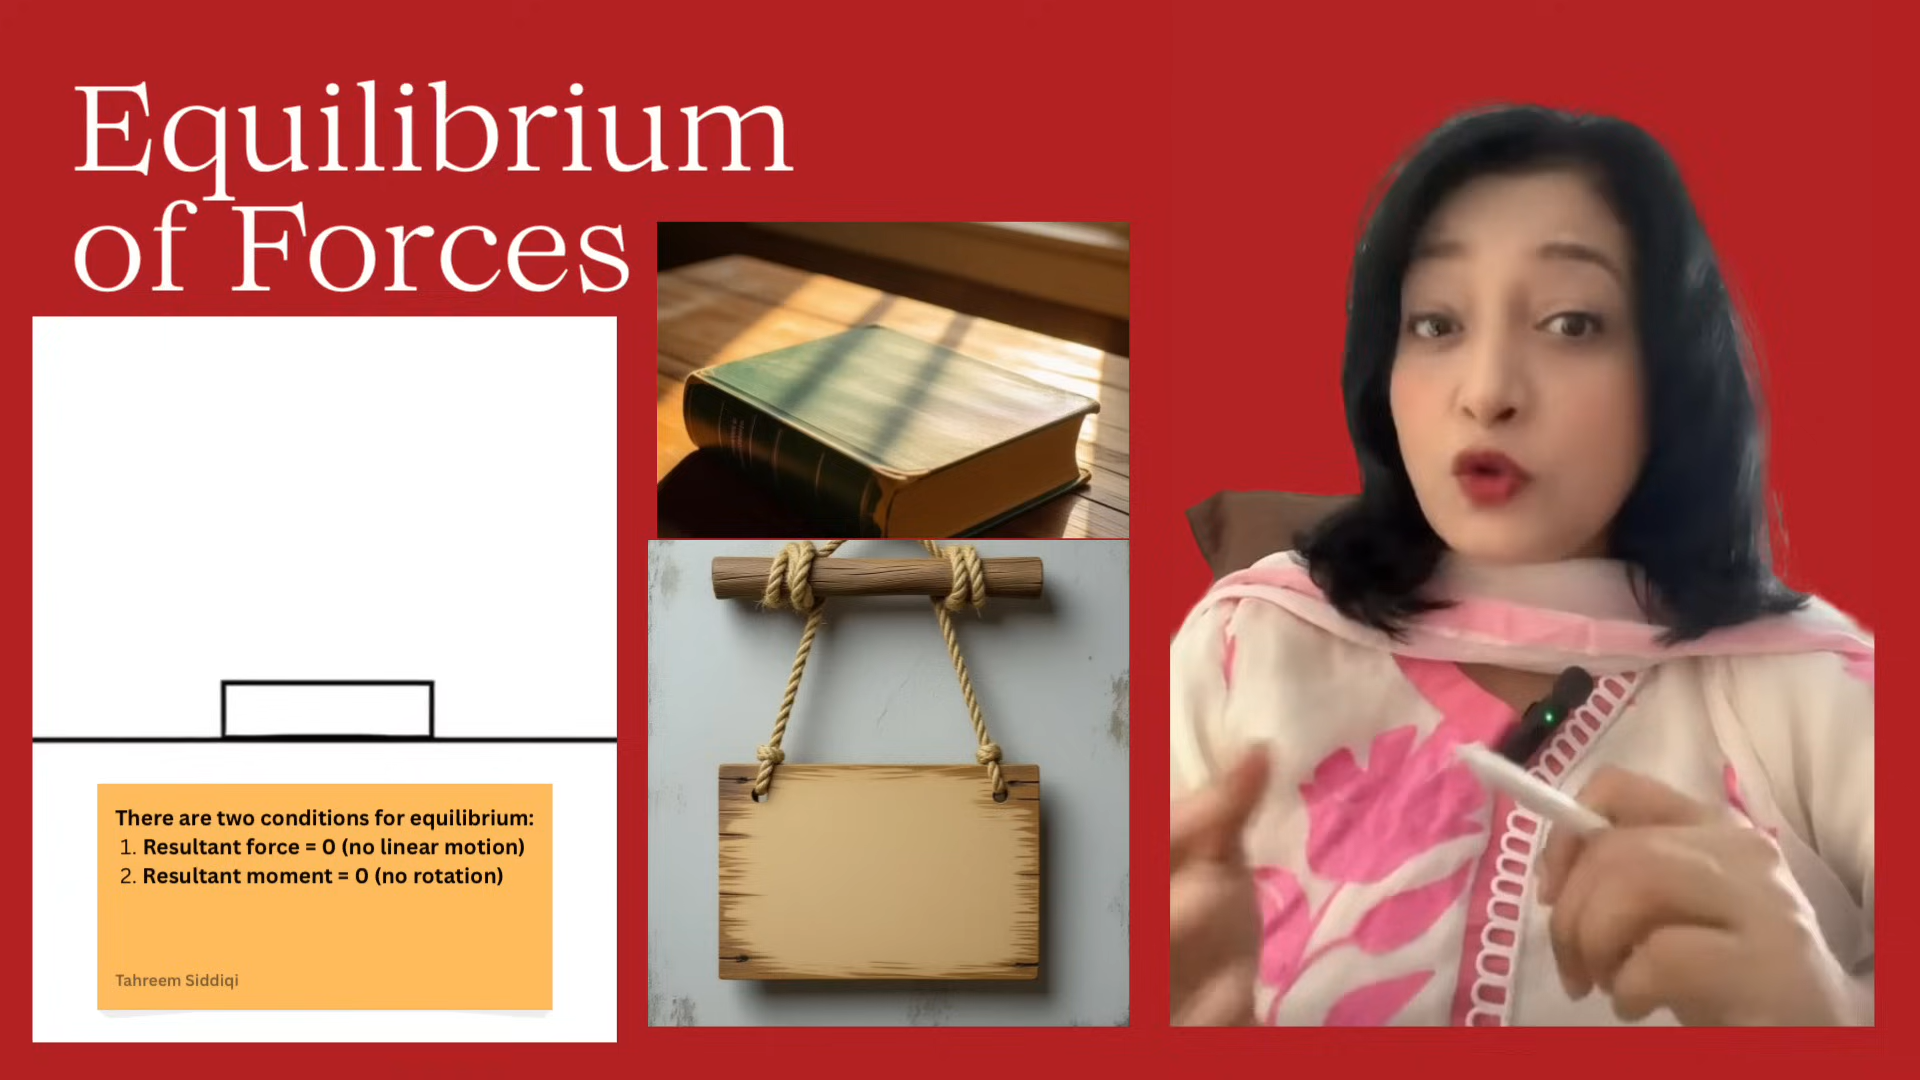 Equilibrium
of Forces
There are two conditions for equilibrium:
1. Resultant force = 0 (no linear motion)
2. Resultant moment = 0 (no rotation)
Tahreem Siddiqi